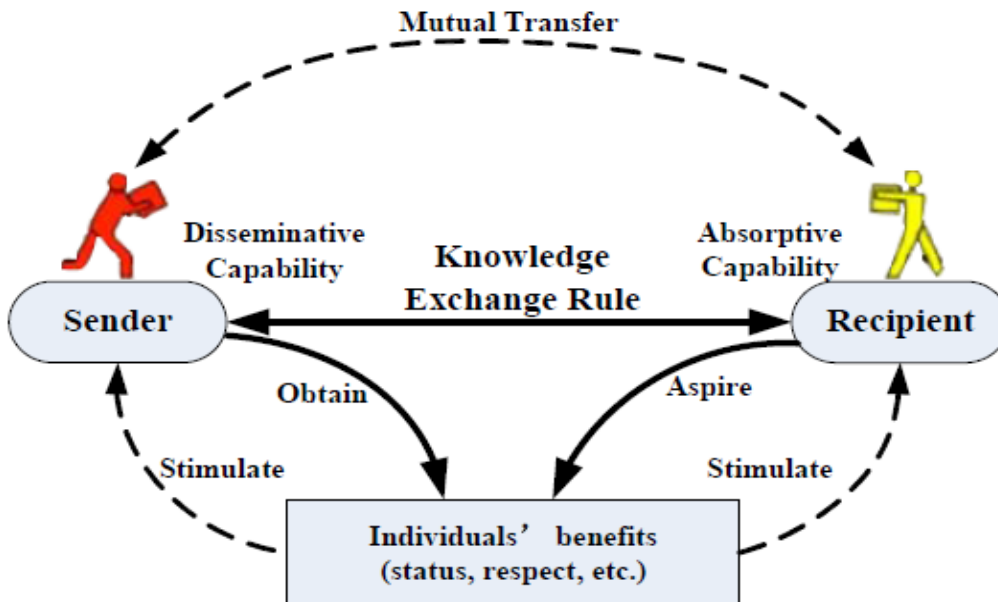 Mutual Transfer
Disseminative
Capability
Knowledge
Exchange Rule
Absorptive
Capability
Sender
Recipient
Obtain
Aspire
Stimulate
Stimulate
Individuals’ benefits
(status, respect, etc.)